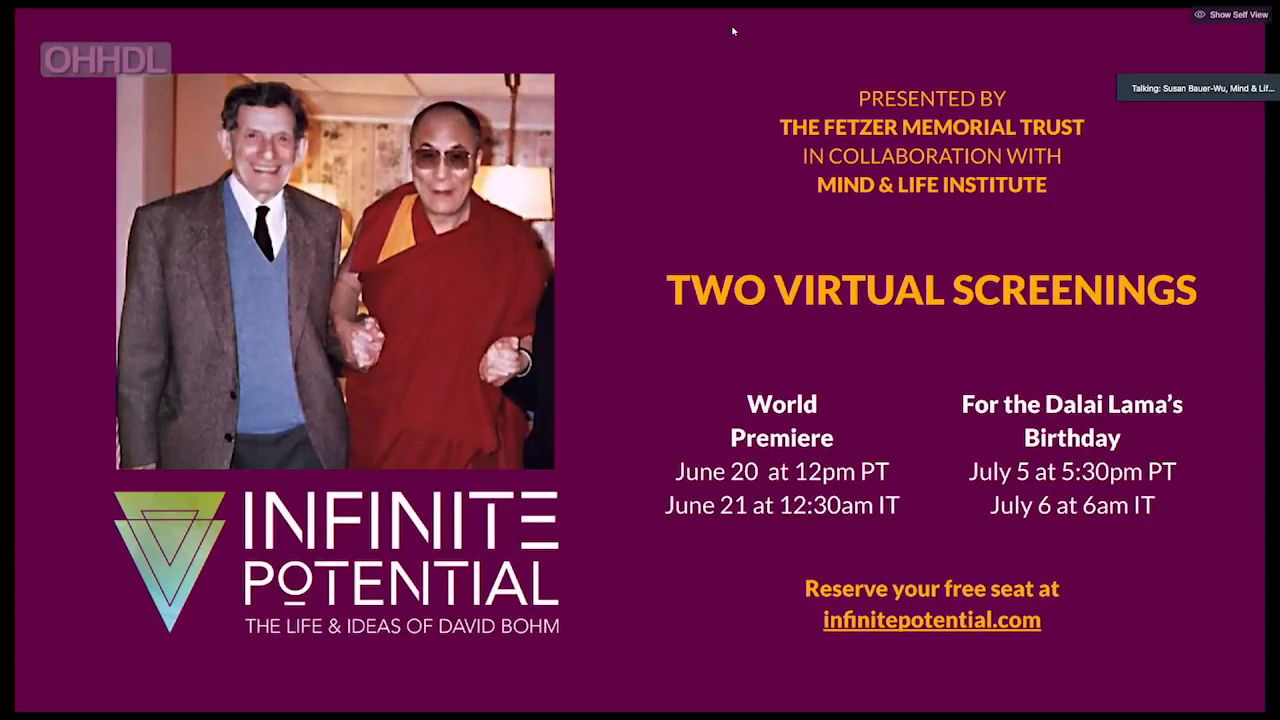 Show Self View
OHHDL
Talking: Susan Bauer-Wu, Mind & Lif...
PRESENTED BY
THE FETZER MEMORIAL TRUST
IN COLLABORATION WITH
MIND & LIFE INSTITUTE
TWO VIRTUAL SCREENINGS
World
Premiere
June 20 at 12pm PT
June 21 at 12:30am IT
For the Dalai Lama's
Birthday
July 5 at 5:30pm PT
July 6 at 6am IT
Reserve your free seat at
infinitepotential.com
INFINITE
POTENTIAL
THE LIFE & IDEAS OF DAVID BOHM